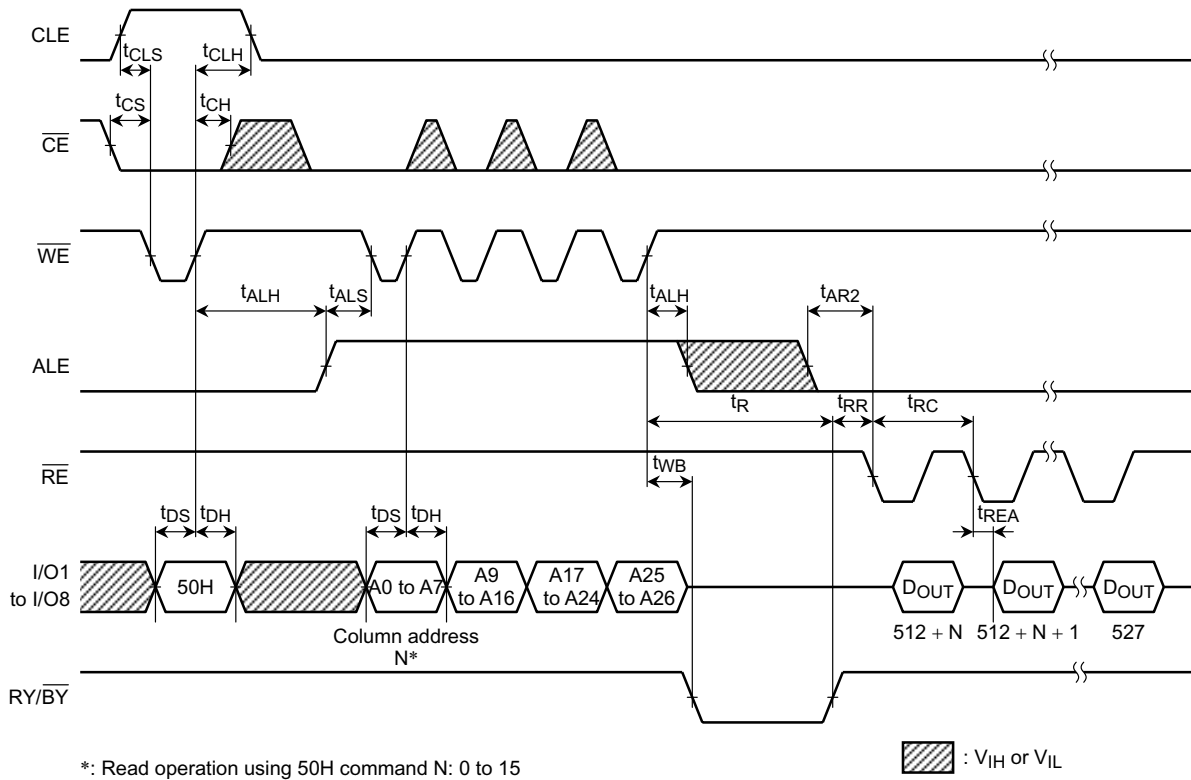 CLE
tCLS
tCLH
tCS
tCH
CE
WE
tALH
tALS
tALH
tAR2
ALE
tR
tRR
tRC
RE
tWB
tDS
tDH
tDS
tDH
tREA
I/O1
to I/O8
50H
A0 to A7
A9
to A16
A17
to A24
A25
to A26
DOUT
DOUT
DOUT
Column address
N*
512 + N
512 + N + 1
527
RY/BY
*: Read operation using 50H command N: 0 to 15
: VIH or VIL